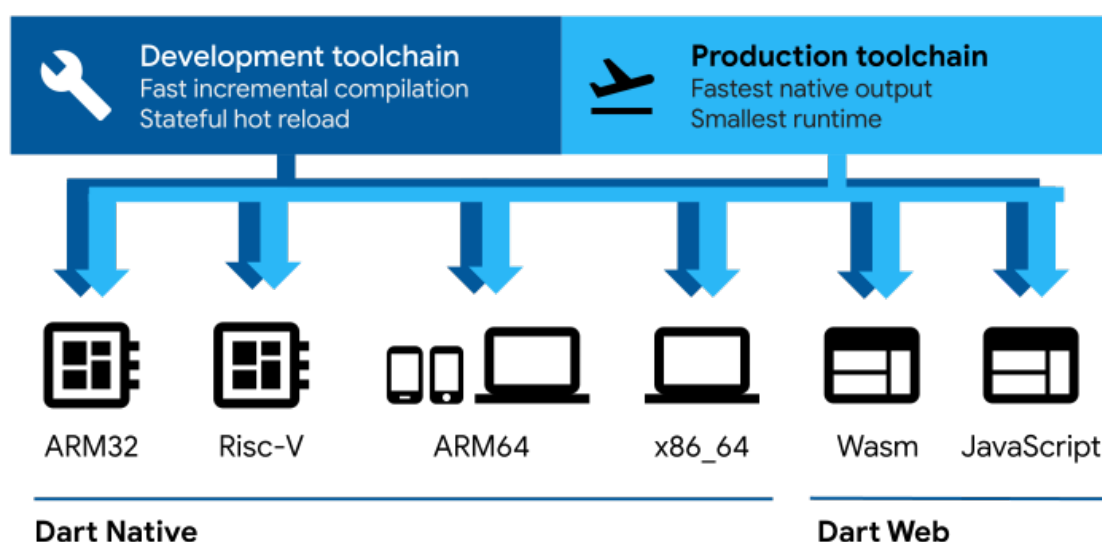 Development toolchain
Fast incremental compilation
Stateful hot reload
Production toolchain
Fastest native output
Smallest runtime
ARM32
Risc-V
ARM64
x86_64
Wasm
JavaScript
Dart Native
Dart Web